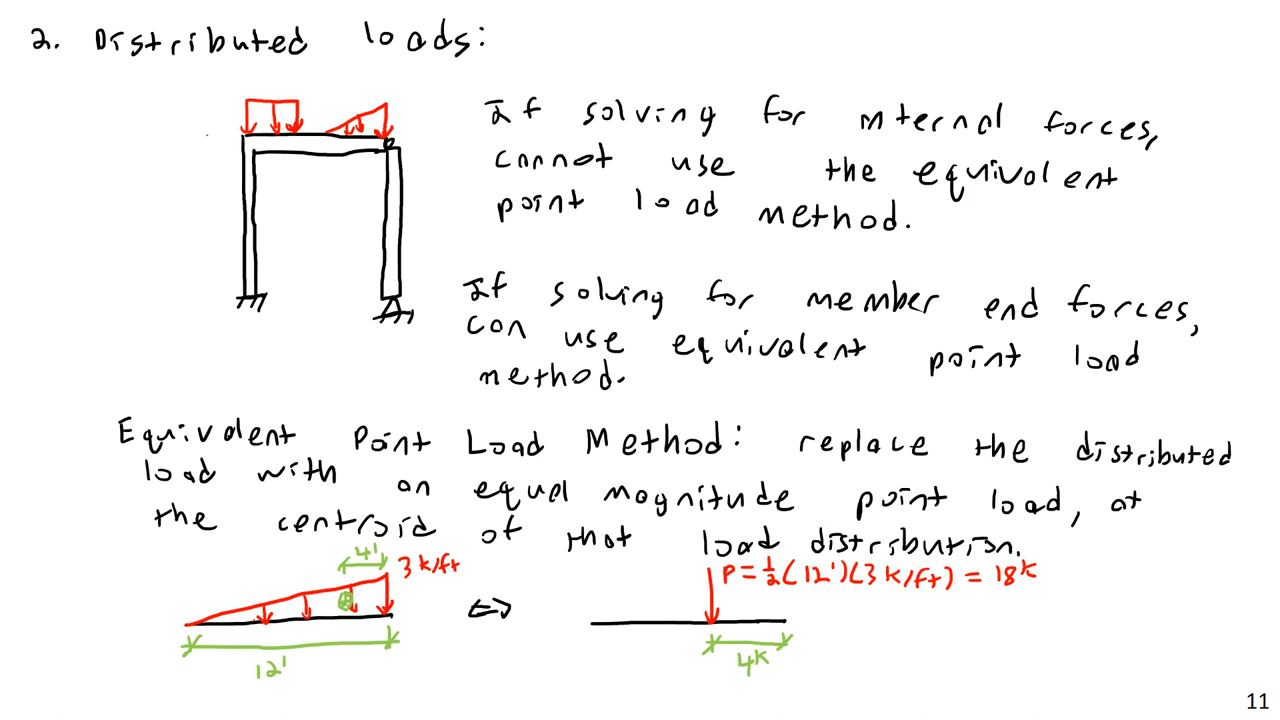 2. Distributed loads:
If solving for internal forces,
cannot use the equivalent
point load method.
If solving for member end forces,
can use equivalent point load
method.
Equivalent Point Load Method: replace the distributed
load with an equal magnitude point load, at
the centroid of that load distribution.
4'
3 k/ft
P = 1/2 (12')(3 k/ft) = 18 k
12'
4k
11